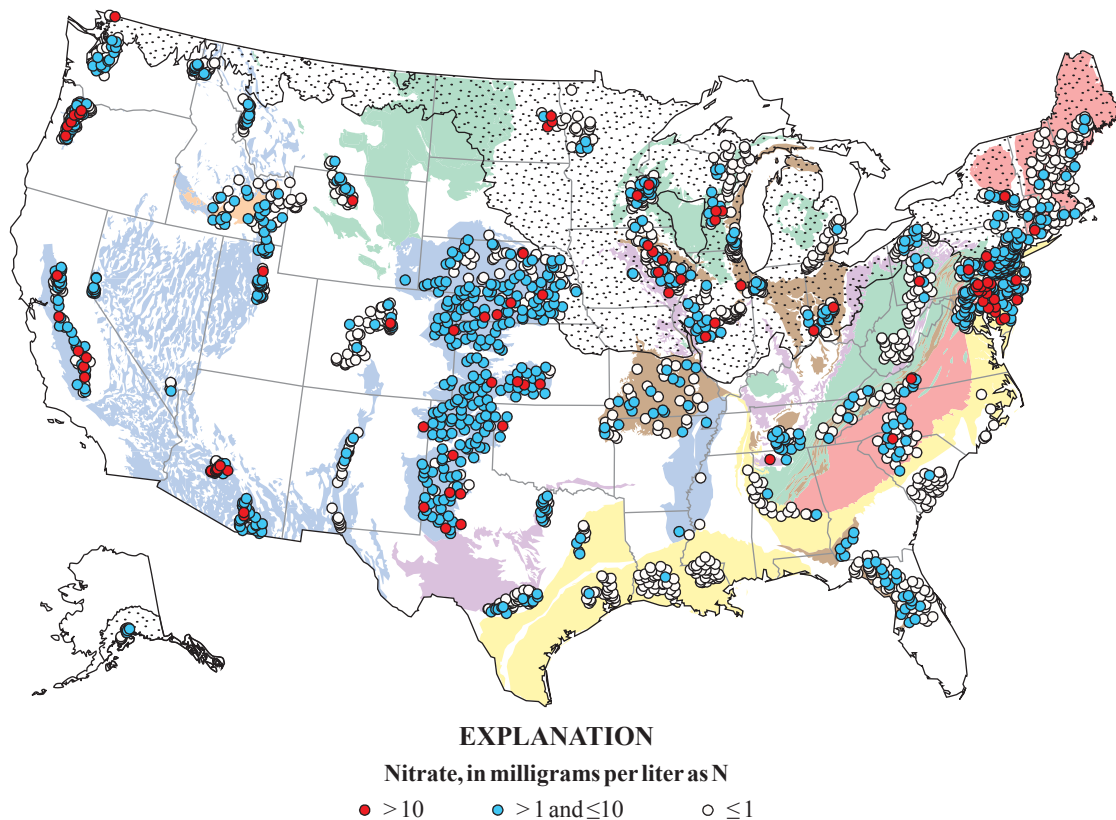 EXPLANATION
Nitrate, in milligrams per liter as N
>10 >1 and ≤10 ≤1